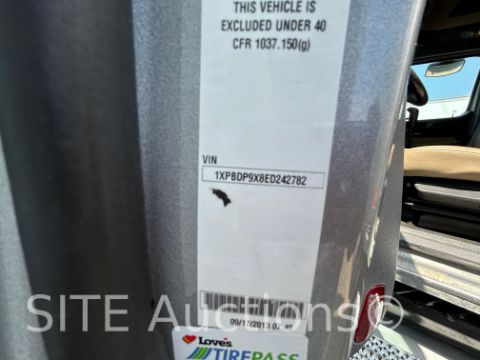 THIS VEHICLE IS
EXCLUDED UNDER 40
CFR 1037.150(g)
VIN
1XPBDP9X8ED242782
SITE Auctions
Love's
TIREPASS